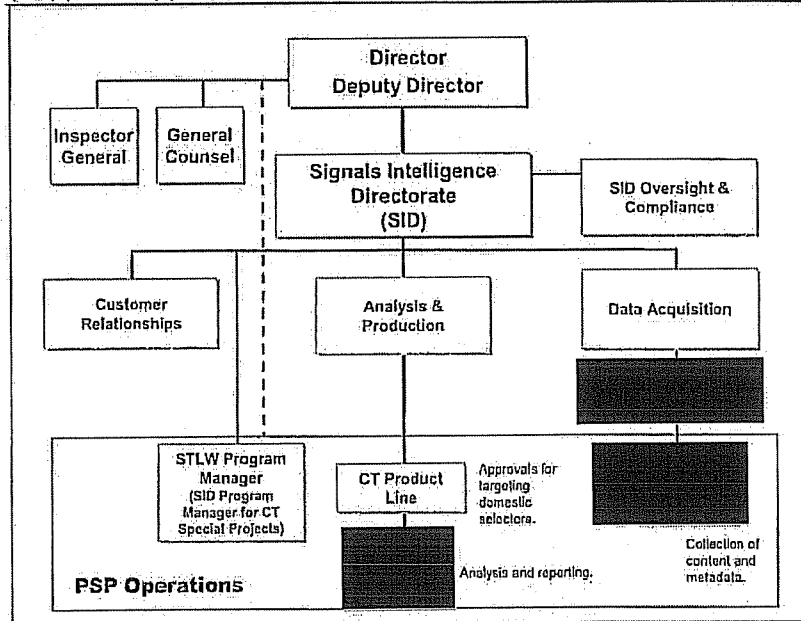 Director
Deputy Director
Inspector
General
General
Counsel
Signals Intelligence
Directorate
(SID)
SID Oversight &
Compliance
Customer
Relationships
Analysis &
Production
Data Acquisition
STLW Program
Manager
(SID Program
Manager for CT
Special Projects)
CT Product
Line
Approvals for
targeting
domestic
selectors.
Analysis and reporting.
Collection of
content and
metadata.
PSP Operations